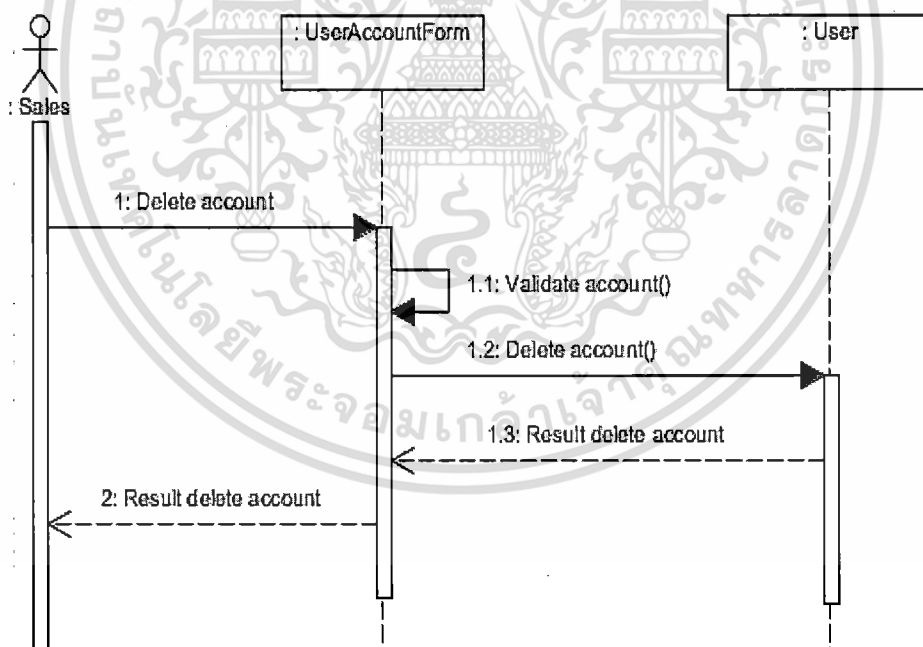 : UserAccountForm
: User
: Sales
1: Delete account
1.1: Validate account()
1.2: Delete account()
1.3: Result delete account
2: Result delete account